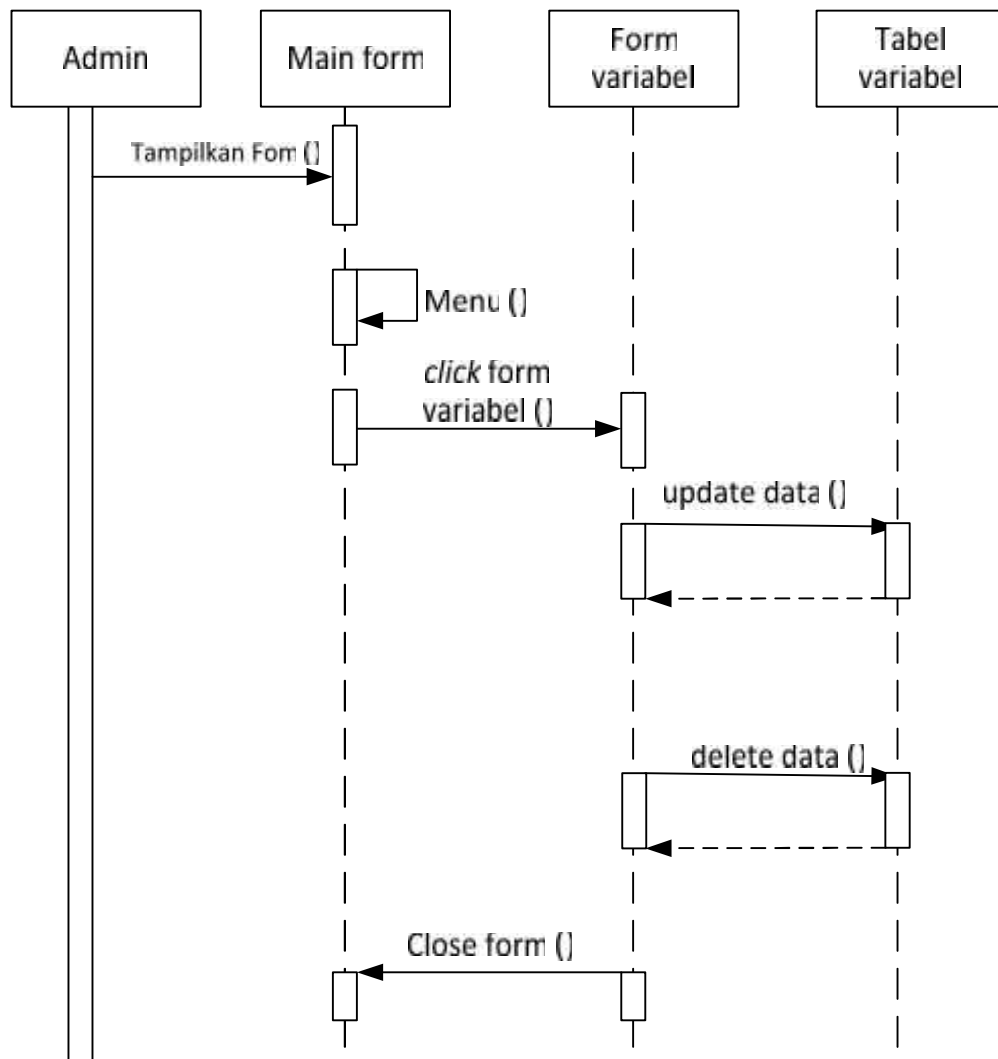 Admin
Main form
Form
variabel
Tabel
variabel
Tampilkan Fom ()
Menu ()
click form
variabel ()
update data ()
delete data ()
Close form ()